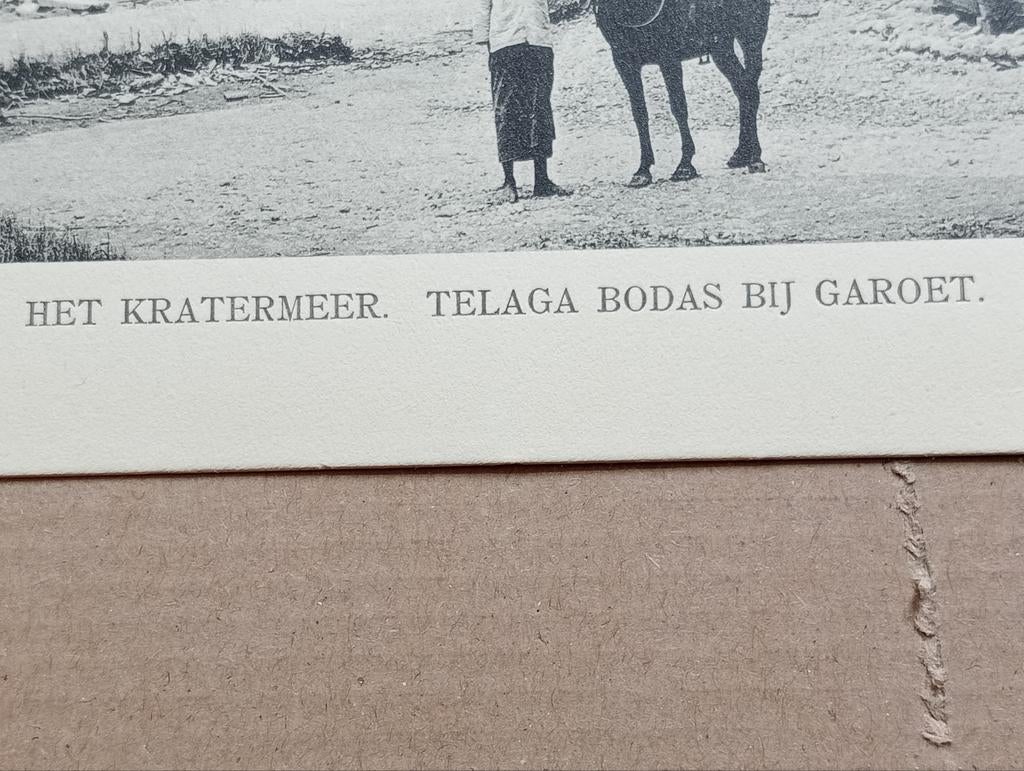 HET KRATERMEER. TELAGA BODAS BIJ GAROET.